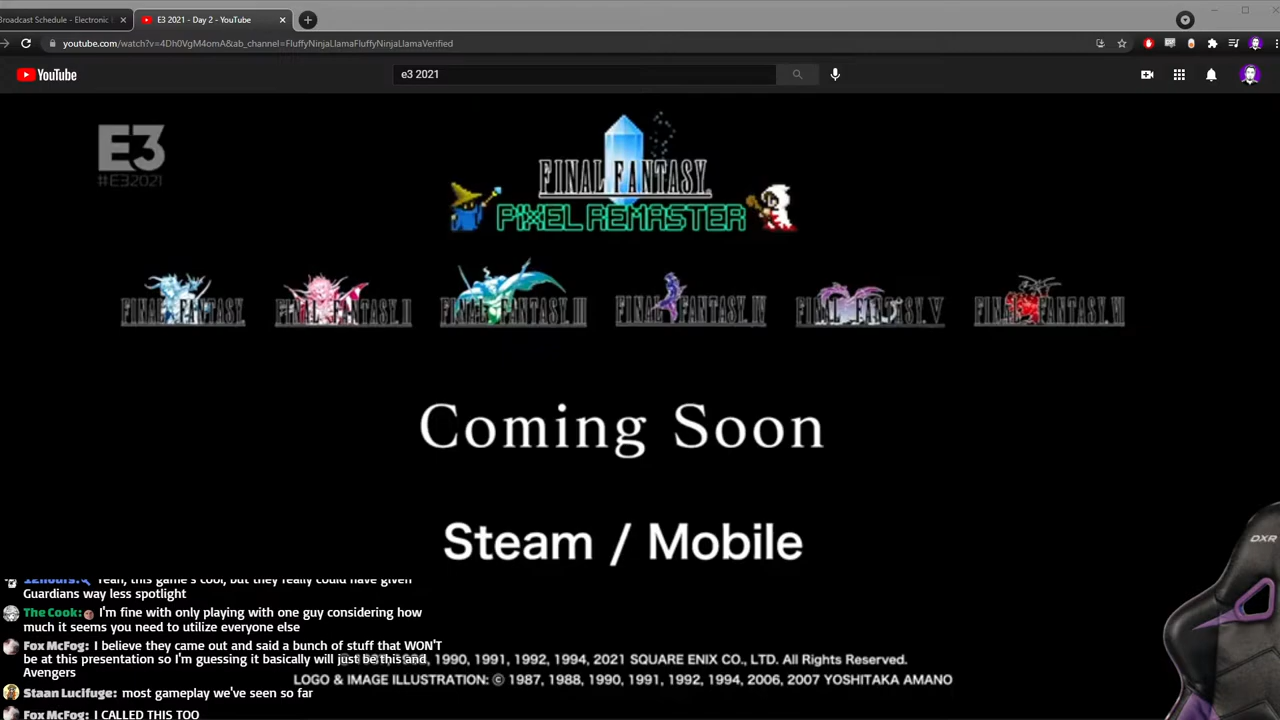 Broadcast Schedule - Electronic
E3 2021 - Day 2 - YouTube
youtube.com/watch?v=4Dh0VgM4omA&ab_channel=FluffyNinjaLlamaFluffyNinjaLlamaVerified
YouTube
e3 2021
E3
#E32021
FINAL FANTASY
PIXEL REMASTER
FINAL FANTASY
FINAL FANTASY II
FINAL FANTASY III
FINAL FANTASY IV
FINAL FANTASY V
FINAL FANTASY VI
Coming Soon
Steam / Mobile
12hours: Yeah, this game's cool, but they really could have given
Guardians way less spotlight
The Cook: I'm fine with only playing with one guy considering how
much it seems you need to utilize everyone else
Fox McFog: I believe they came out and said a bunch of stuff that WON'T
be at this presentation so I'm guessing it basically will just be this and
Avengers
Staan Lucifuge: most gameplay we've seen so far
Fox McFog: I CALLED THIS TOO
1990, 1991, 1992, 1994, 2021 SQUARE ENIX CO., LTD. All Rights Reserved.
LOGO & IMAGE ILLUSTRATION: © 1987, 1988, 1990, 1991, 1992, 1994, 2006, 2007 YOSHITAKA AMANO
DXR